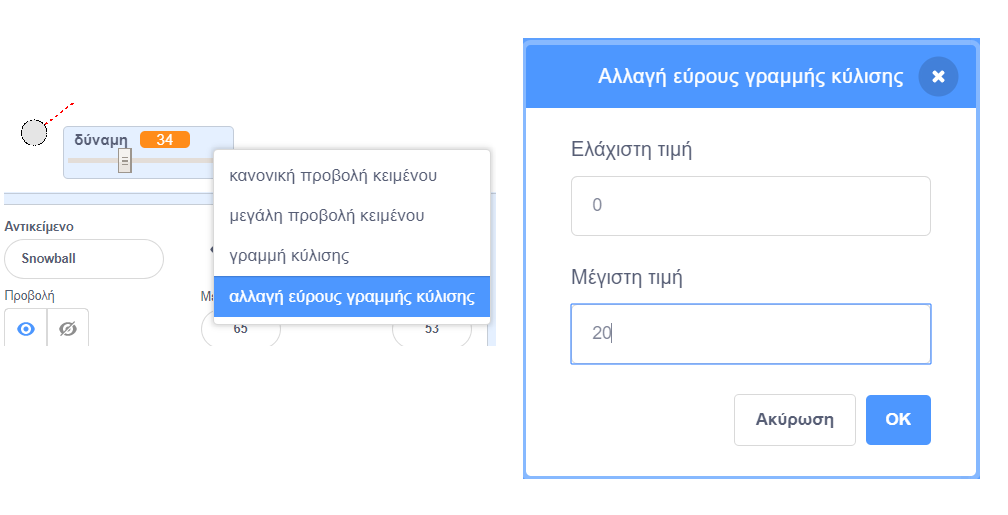 δύναμη 34
κανονική προβολή κειμένου
μεγάλη προβολή κειμένου
γραμμή κύλισης
αλλαγή εύρους γραμμής κύλισης
Αντικείμενο
Snowball
Προβολή
65
53
Αλλαγή εύρους γραμμής κύλισης
Ελάχιστη τιμή
0
Μέγιστη τιμή
20
Ακύρωση
OK